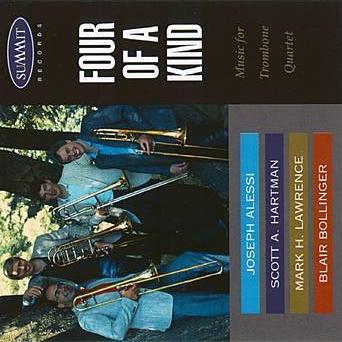 SUMMIT
RECORDS
FOUR
OF A
KIND
Music for
Trombone
Quartet
JOSEPH ALESSI
SCOTT A. HARTMAN
MARK H. LAWRENCE
BLAIR BOLLINGER